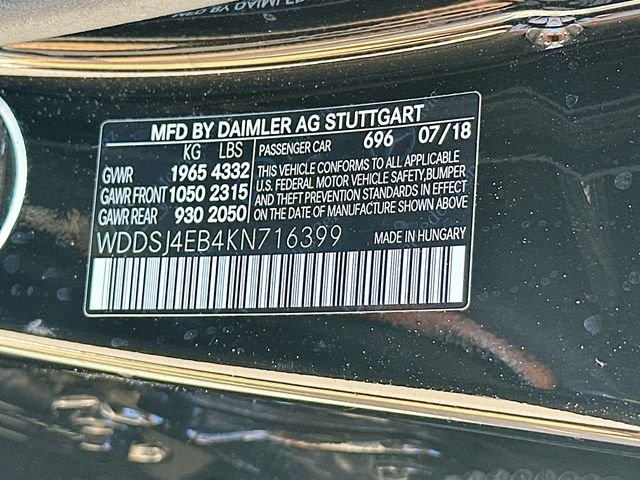 MFD BY DAIMLER AG STUTTGART
KG LBS PASSENGER CAR 696 07/18
GVWR 1965 4332
GAWR FRONT 1050 2315
GAWR REAR 930 2050
THIS VEHICLE CONFORMS TO ALL APPLICABLE
U.S. FEDERAL MOTOR VEHICLE SAFETY,BUMPER
AND THEFT PREVENTION STANDARDS IN EFFECT
ON THE DATE OF MANUFACTURE SHOWN ABOVE.
WDDSJ4EB4KN716399 MADE IN HUNGARY